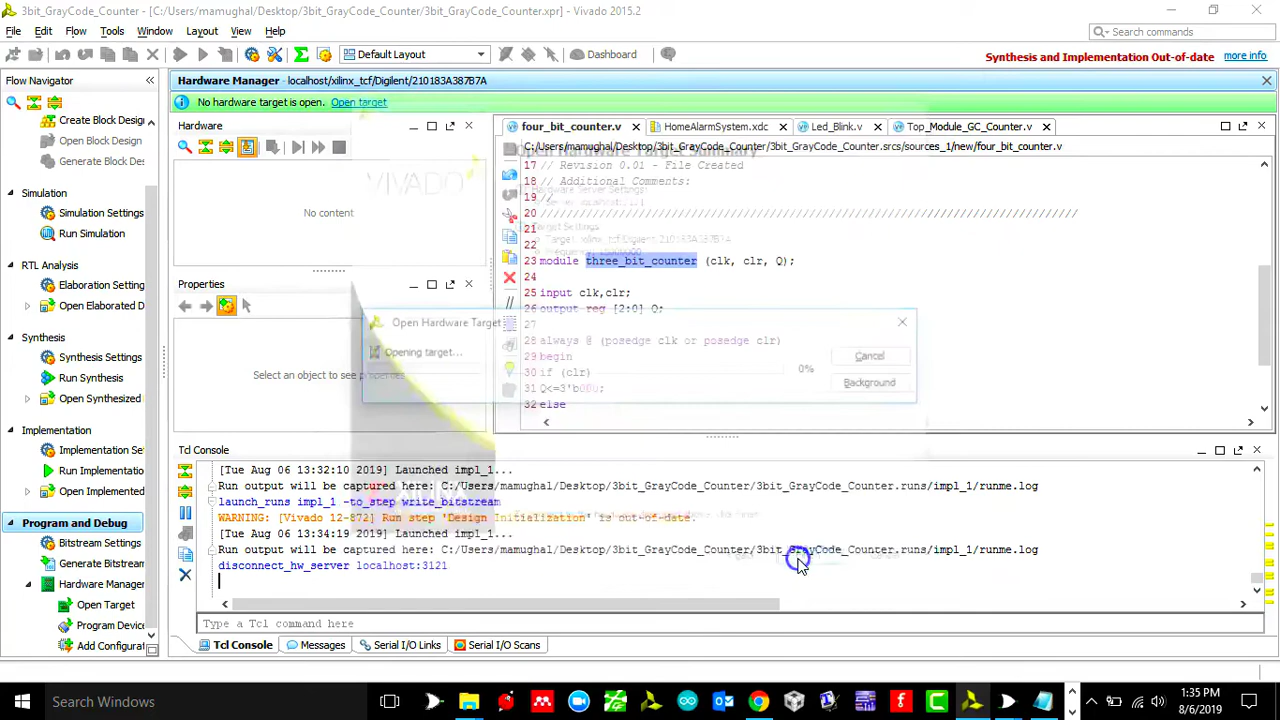 3bit_GrayCode_Counter - [C:/Users/mamughal/Desktop/3bit_GrayCode_Counter/3bit_GrayCode_Counter.xpr] - Vivado 2015.2
File Edit Flow Tools Window Layout View Help
Search commands
Default Layout
Dashboard
Synthesis and Implementation Out-of-date more info
Flow Navigator
Create Block Desig
Open Block Design
Generate Block Des
Simulation
Simulation Settings
Run Simulation
RTL Analysis
Elaboration Settings
Open Elaborated D
Synthesis
Synthesis Settings
Run Synthesis
Open Synthesized
Implementation
Implementation Se
Run Implementatio
Open Implemented
Program and Debug
Bitstream Settings
Generate Bitstream
Hardware Manager
Open Target
Program Device
Add Configurat
Hardware Manager - localhost/xilinx_tcf/Digilent/210183A387B7A
No hardware target is open. Open target
Hardware
No content
VIVADO
Properties
Select an object to see properties
four_bit_counter.v HomeAlarmSystem.xdc Led_Blink.v Top_Module_GC_Counter.v
C:/Users/mamughal/Desktop/3bit_GrayCode_Counter/3bit_GrayCode_Counter.srcs/sources_1/new/four_bit_counter.v
Open Hardware Target Summary
17 // Revision 0.01 - File Created
18 // Additional Comments:
Hardware Server Settings:
19 //
20 //////////////////////////////////////////////////////////////////////////////////
21
Target Settings
22
23 module three_bit_counter (clk, clr, Q);
24
25 input clk,clr;
26 output reg [2:0] Q;
27
28 always @ (posedge clk or posedge clr)
29 begin
30 if (clr)
31 Q<=3'b000;
32 else
Open Hardware Target
Opening target...
0%
Cancel
Background
Tcl Console
[Tue Aug 06 13:32:10 2019] Launched impl_1...
Run output will be captured here: C:/Users/mamughal/Desktop/3bit_GrayCode_Counter/3bit_GrayCode_Counter.runs/impl_1/runme.log
launch_runs impl_1 -to_step write_bitstream
WARNING: [Vivado 12-872] Run step 'Design Initialization' is out-of-date.
[Tue Aug 06 13:34:19 2019] Launched impl_1...
Run output will be captured here: C:/Users/mamughal/Desktop/3bit_GrayCode_Counter/3bit_GrayCode_Counter.runs/impl_1/runme.log
disconnect_hw_server localhost:3121
Type a Tcl command here
Tcl Console Messages Serial I/O Links Serial I/O Scans
Search Windows
1:35 PM
8/6/2019